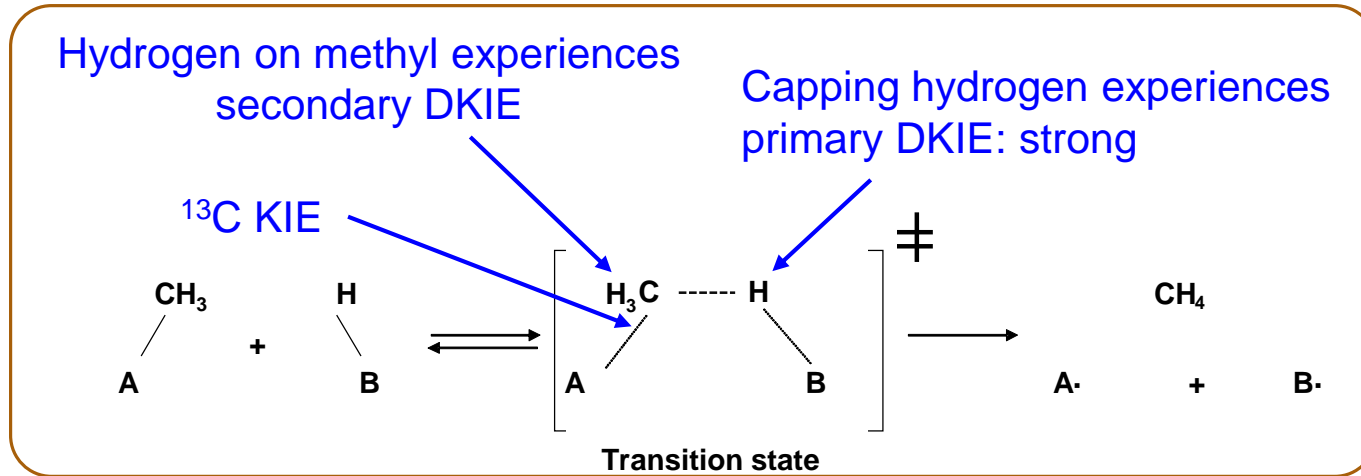 Hydrogen on methyl experiences
secondary DKIE
Capping hydrogen experiences
primary DKIE: strong
¹³C KIE
‡
CH₃ H H₃C ------ H CH₄
+ A· + B·
A B A B
Transition state